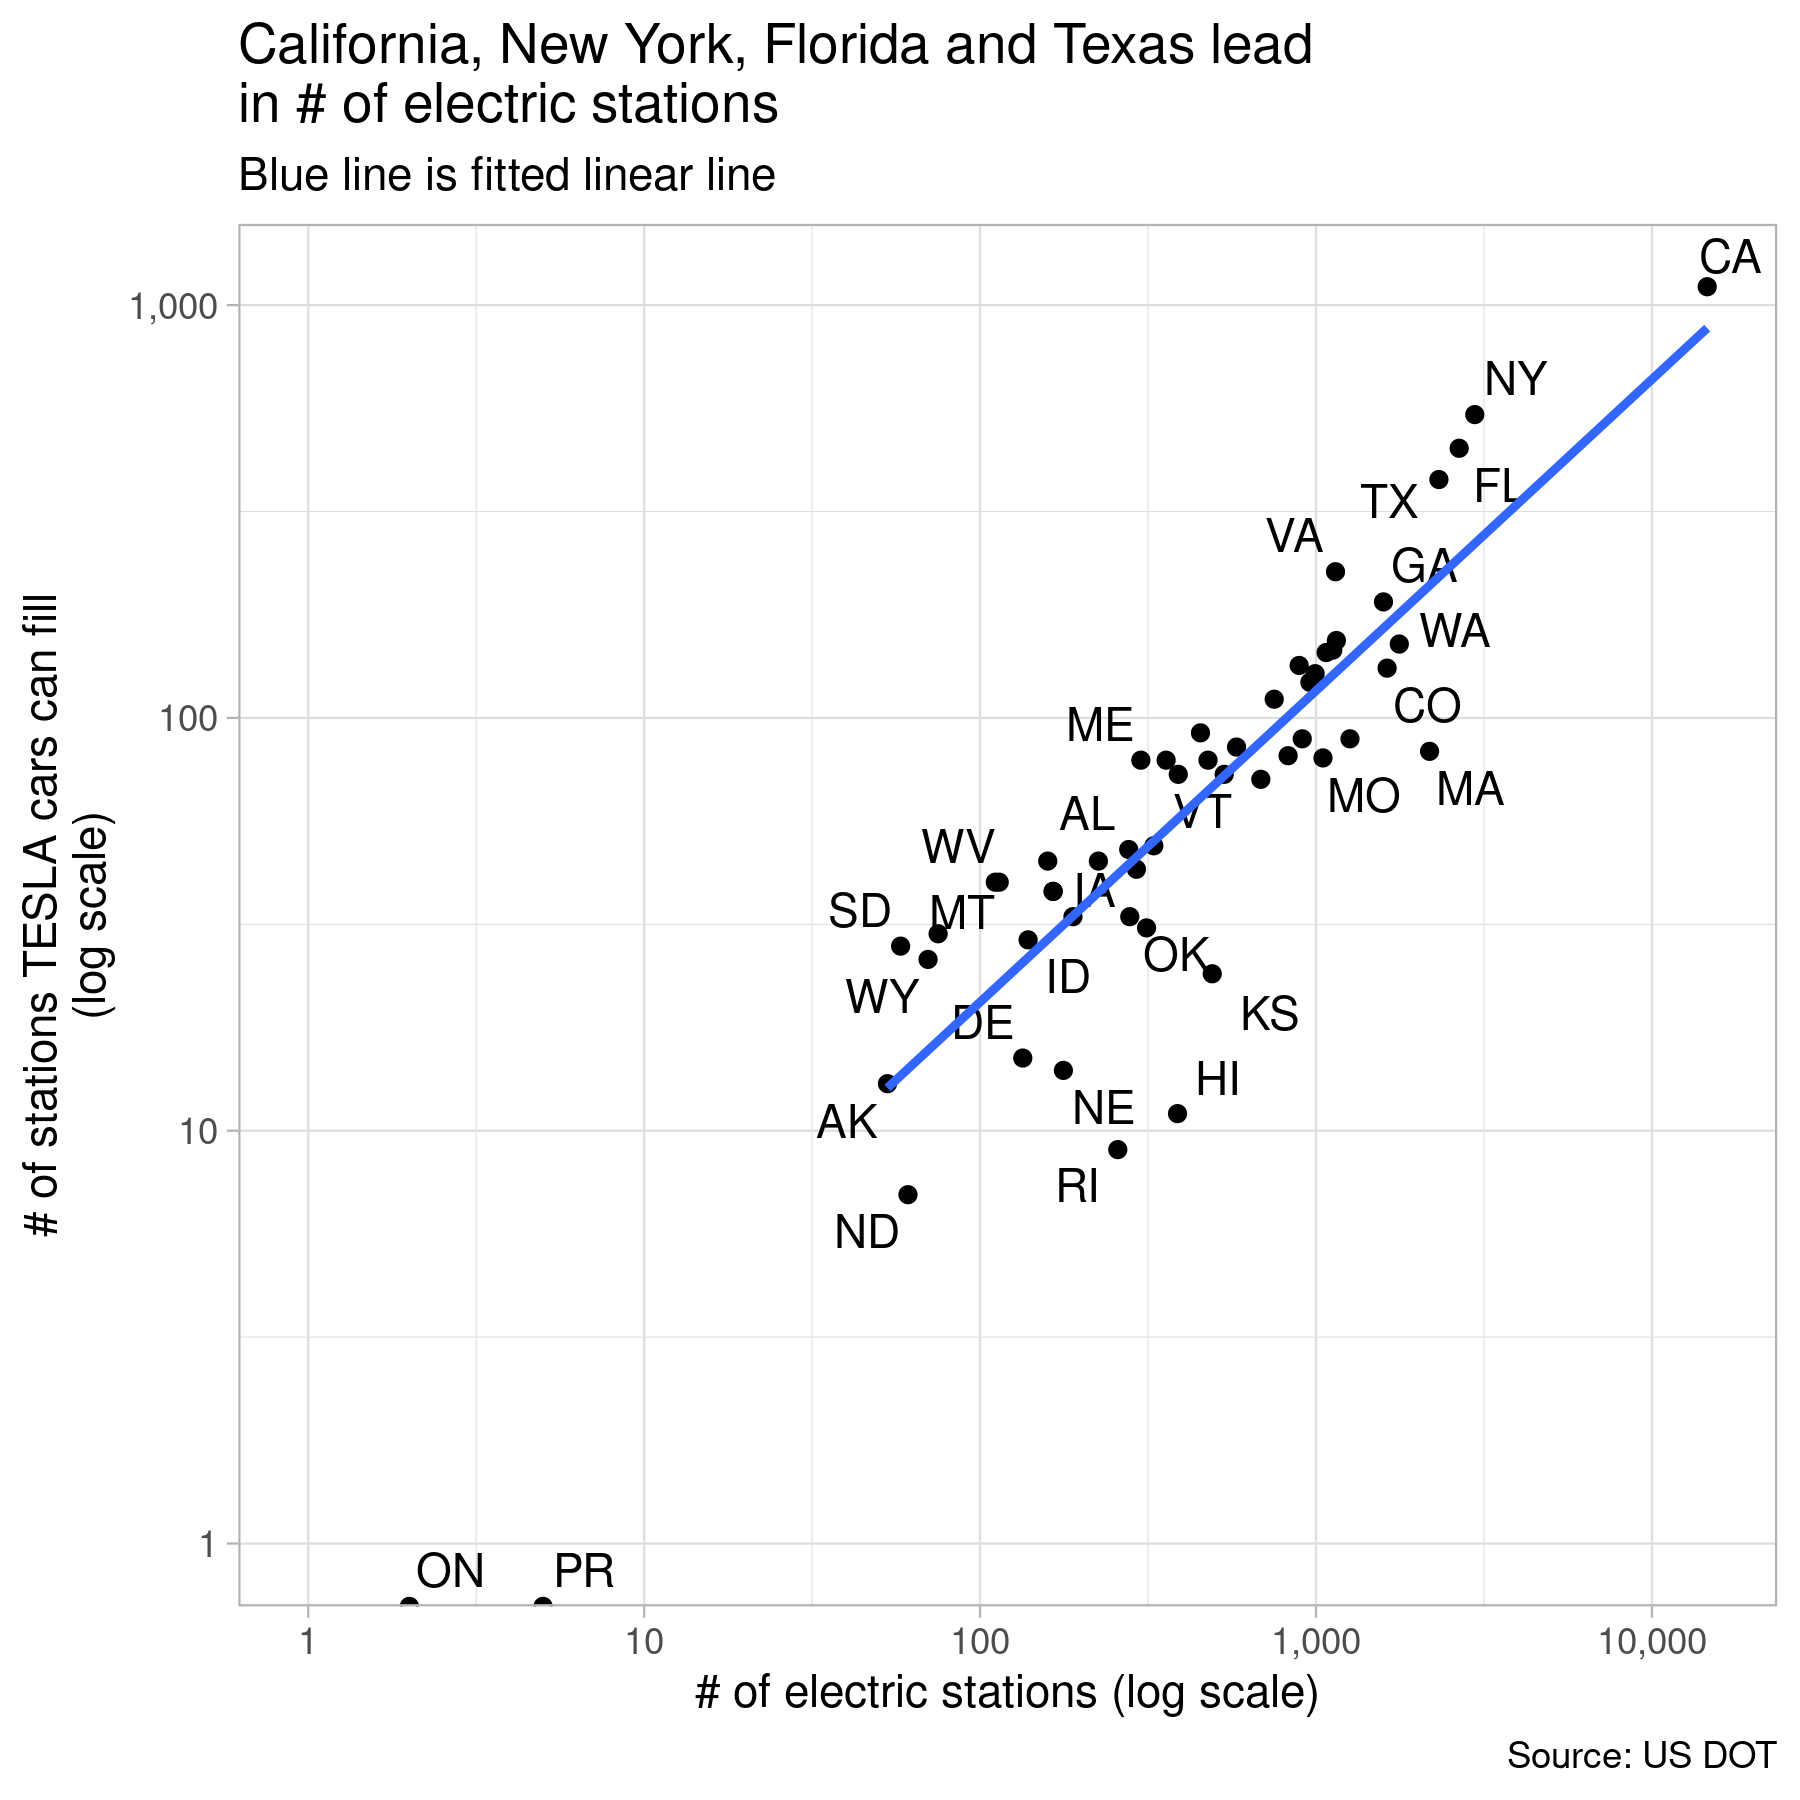 California, New York, Florida and Texas lead
in # of electric stations
Blue line is fitted linear line
# of stations TESLA cars can fill
(log scale)
1,000
100
10
1
CA
NY
FL
TX
VA
GA
WA
CO
ME
MA
MO
VT
AL
WV
IA
SD
MT
OK
ID
WY
KS
DE
HI
NE
AK
RI
ND
ON
PR
1
10
100
1,000
10,000
# of electric stations (log scale)
Source: US DOT